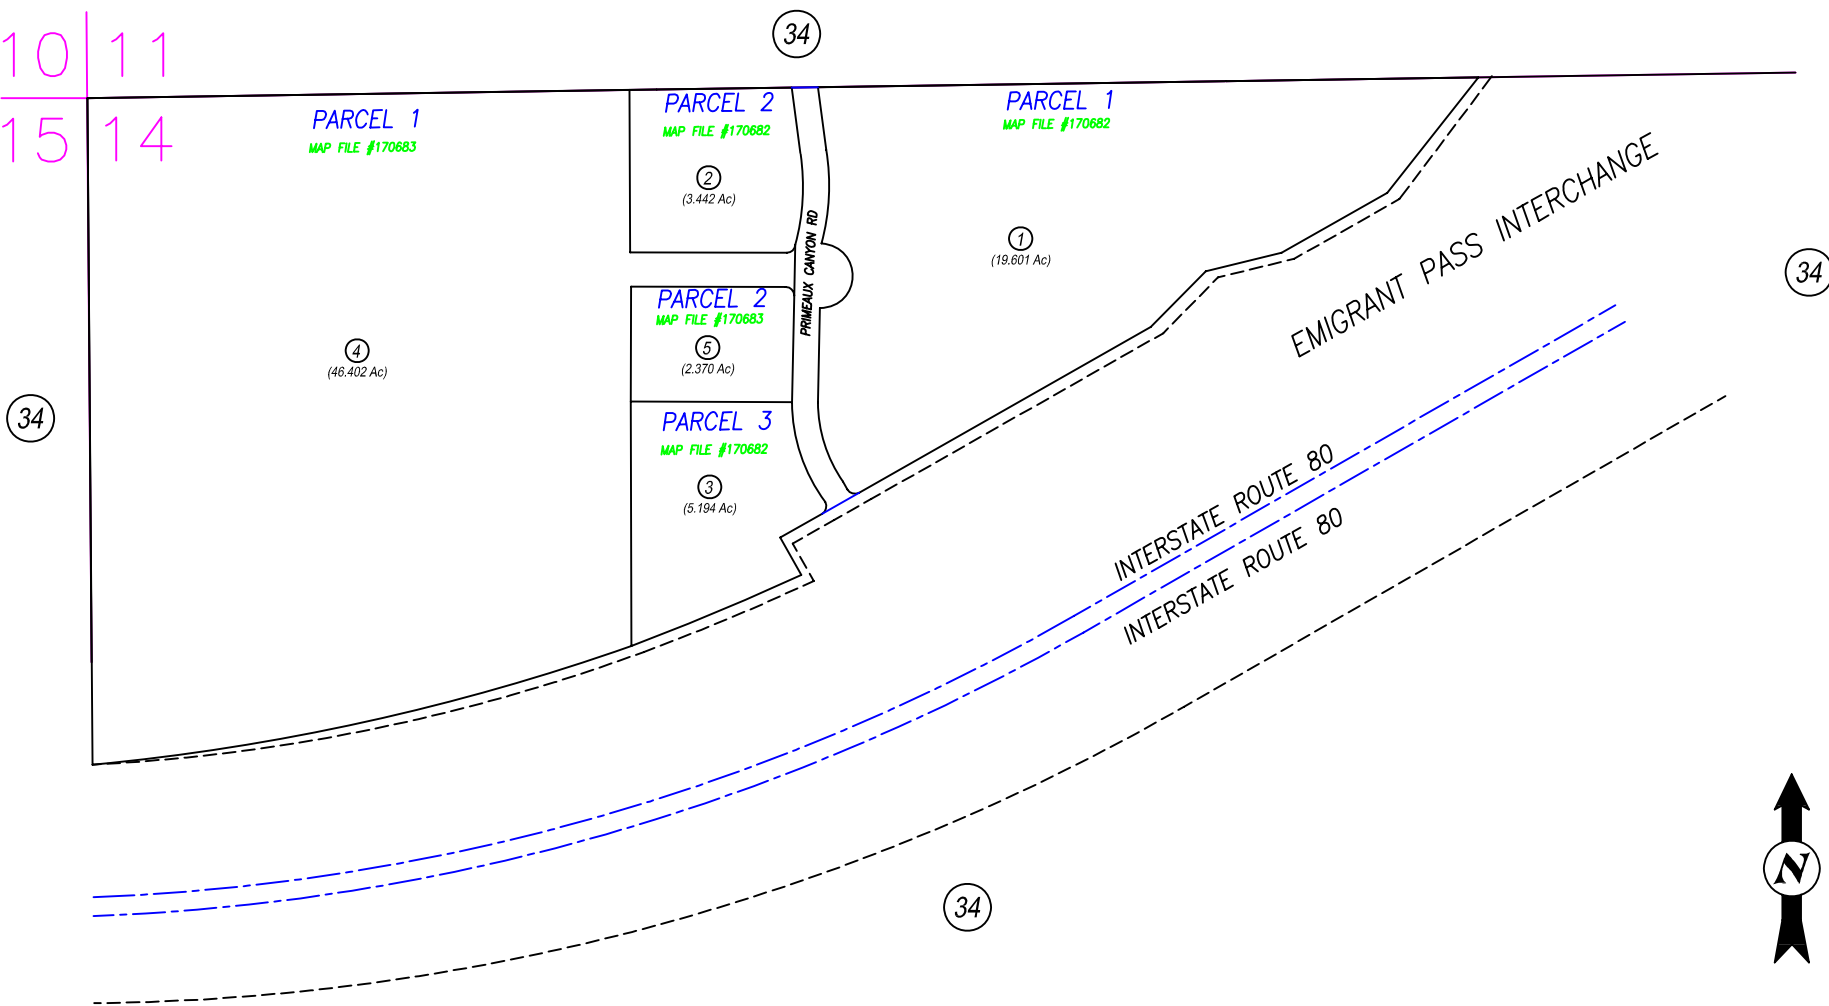 34
10 11
15 14
PARCEL 1
MAP FILE #170683
PARCEL 2
MAP FILE #170682
PARCEL 1
MAP FILE #170682
2
(3.442 Ac)
1
(19.601 Ac)
PRIMEAUX CANYON RD
EMIGRANT PASS INTERCHANGE
34
PARCEL 2
MAP FILE #170683
4
(46.402 Ac)
5
(2.370 Ac)
34
PARCEL 3
MAP FILE #170682
3
(5.194 Ac)
INTERSTATE ROUTE 80
INTERSTATE ROUTE 80
34
N